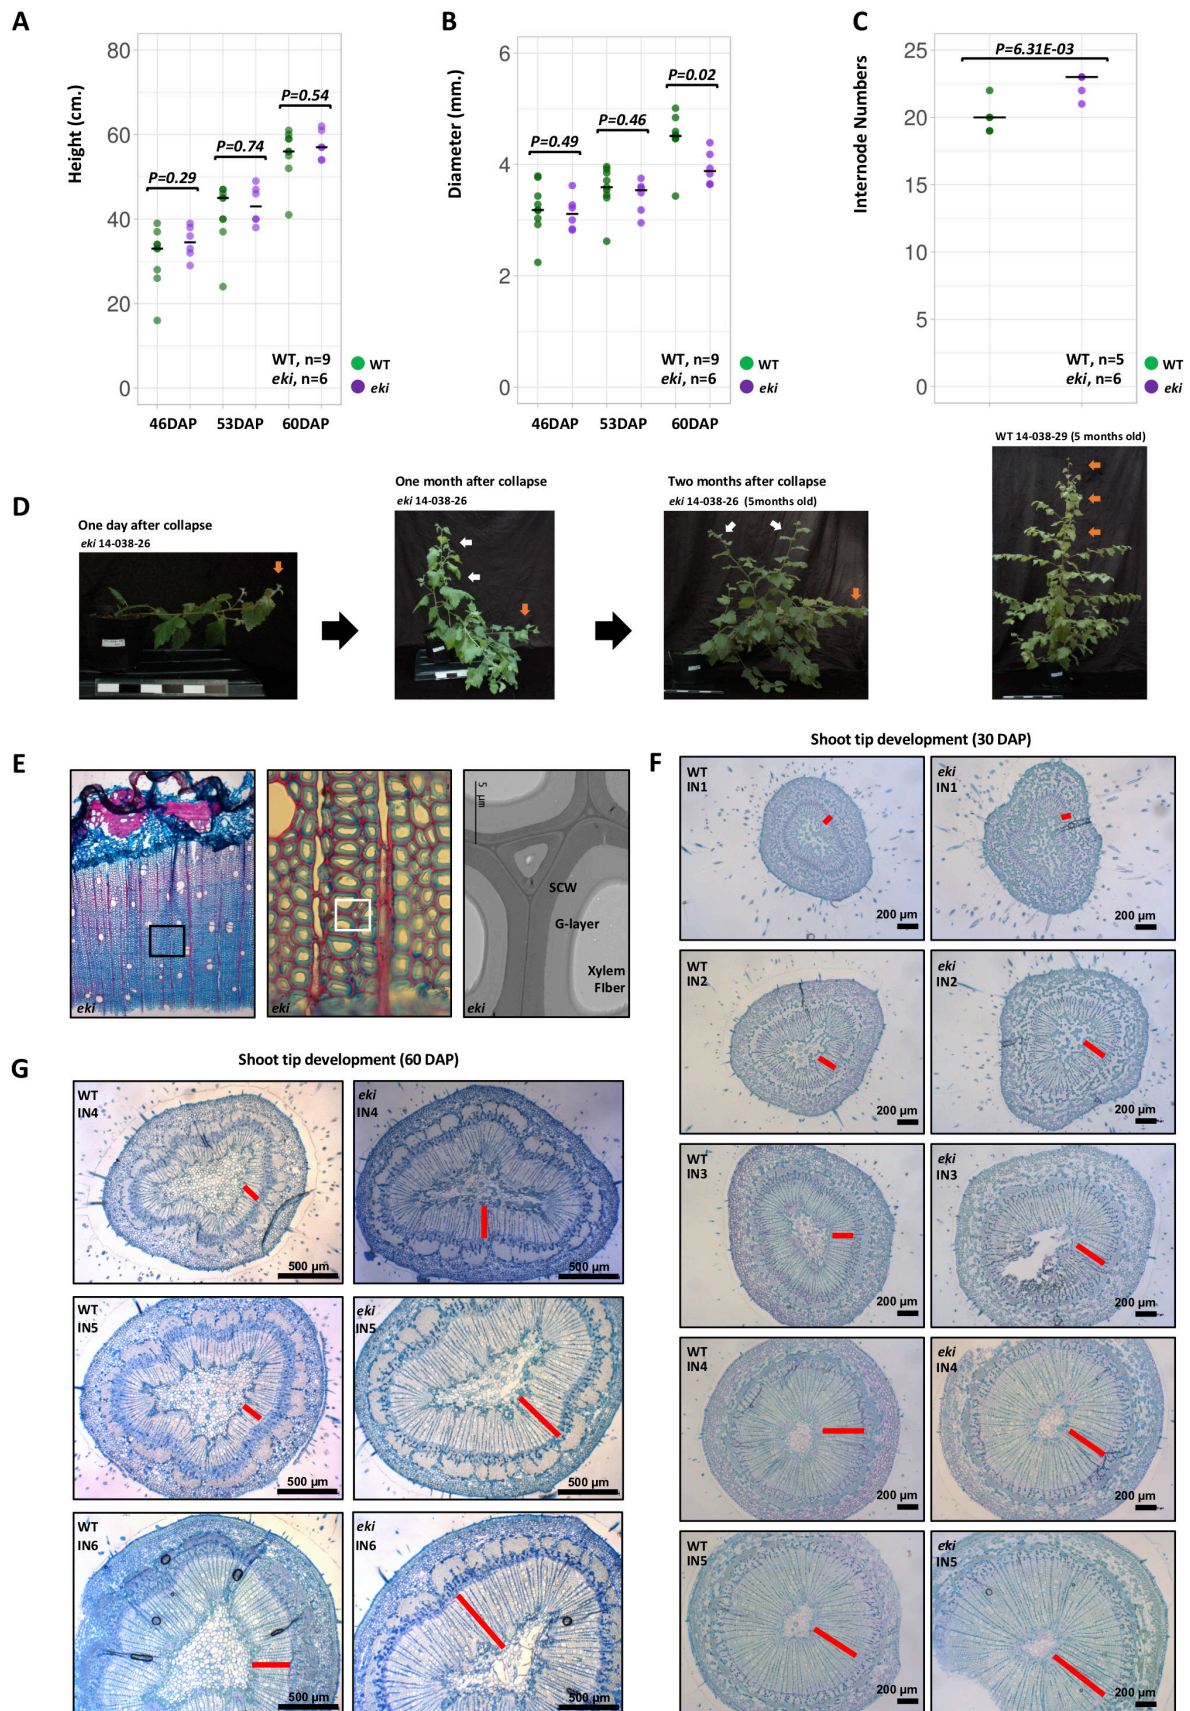 A
Height (cm.)
80
60
40
20
0
P=0.29
P=0.74
P=0.54
WT, n=9
eki, n=6
46DAP
53DAP
60DAP
WT
eki
B
Diameter (mm.)
6
4
2
0
P=0.49
P=0.46
P=0.02
WT, n=9
eki, n=6
46DAP
53DAP
60DAP
WT
eki
C
Internode Numbers
25
20
15
10
5
0
P=6.31E-03
WT, n=5
eki, n=6
WT
eki
D
One day after collapse
eki 14-038-26
One month after collapse
eki 14-038-26
Two months after collapse
eki 14-038-26 (5months old)
WT 14-038-29 (5 months old)
E
eki
eki
5 µm
SCW
G-layer
Xylem
FIber
eki
F
Shoot tip development (30 DAP)
WT
IN1
200 µm
eki
IN1
200 µm
WT
IN2
200 µm
eki
IN2
200 µm
WT
IN3
200 µm
eki
IN3
200 µm
WT
IN4
200 µm
eki
IN4
200 µm
WT
IN5
200 µm
eki
IN5
200 µm
G
Shoot tip development (60 DAP)
WT
IN4
500 µm
eki
IN4
500 µm
WT
IN5
500 µm
eki
IN5
500 µm
WT
IN6
500 µm
eki
IN6
500 µm